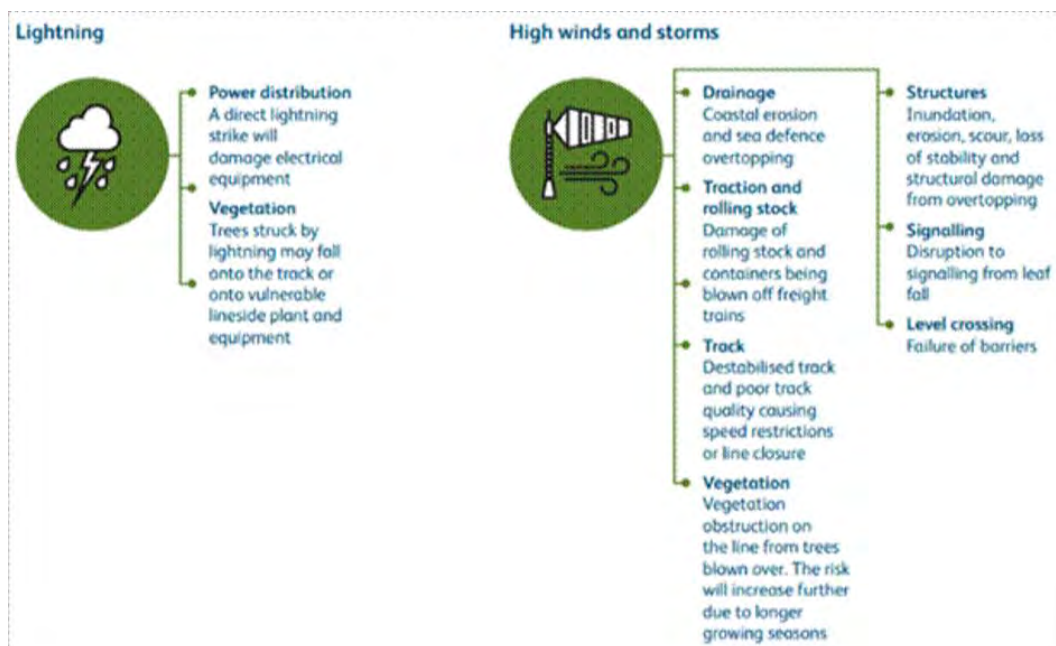 Lightning
Power distribution
A direct lightning
strike will
damage electrical
equipment
Vegetation
Trees struck by
lightning may fall
onto the track or
onto vulnerable
lineside plant and
equipment
High winds and storms
Drainage
Coastal erosion
and sea defence
overtopping
Traction and
rolling stock
Damage of
rolling stock and
containers being
blown off freight
trains
Track
Destabilised track
and poor track
quality causing
speed restrictions
or line closure
Vegetation
Vegetation
obstruction on
the line from trees
blown over. The risk
will increase further
due to longer
growing seasons
Structures
Inundation,
erosion, scour, loss
of stability and
structural damage
from overtopping
Signalling
Disruption to
signalling from leaf
fall
Level crossing
Failure of barriers